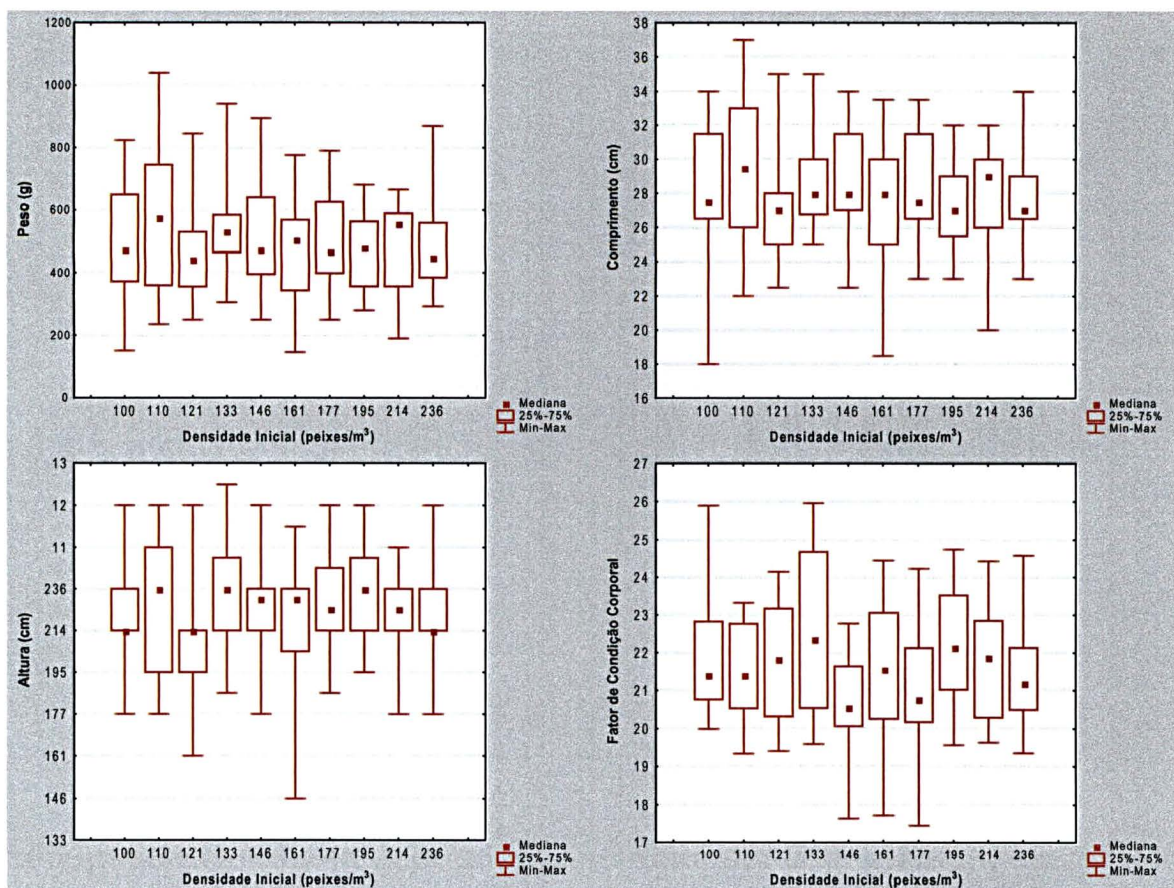 1200
1000
800
600
400
200
0
Peso (g)
100 110 121 133 146 161 177 195 214 236
Densidade Inicial (peixes/m³)
Mediana
25%-75%
Min-Max
38
36
34
32
30
28
26
24
22
20
18
16
Comprimento (cm)
100 110 121 133 146 161 177 195 214 236
Densidade Inicial (peixes/m³)
Mediana
25%-75%
Min-Max
13
12
11
236
214
195
177
161
146
133
Altura (cm)
100 110 121 133 146 161 177 195 214 236
Densidade Inicial (peixes/m³)
Mediana
25%-75%
Min-Max
27
26
25
24
23
22
21
20
19
18
17
Fator de Condição Corporal
100 110 121 133 146 161 177 195 214 236
Densidade Inicial (peixes/m³)
Mediana
25%-75%
Min-Max